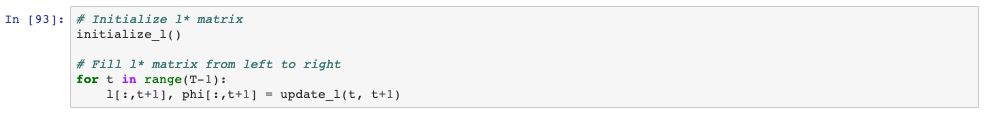 In [93]: # Initialize l* matrix
initialize_l()
# Fill l* matrix from left to right
for t in range(T-1):
l[:,t+1], phi[:,t+1] = update_l(t, t+1)